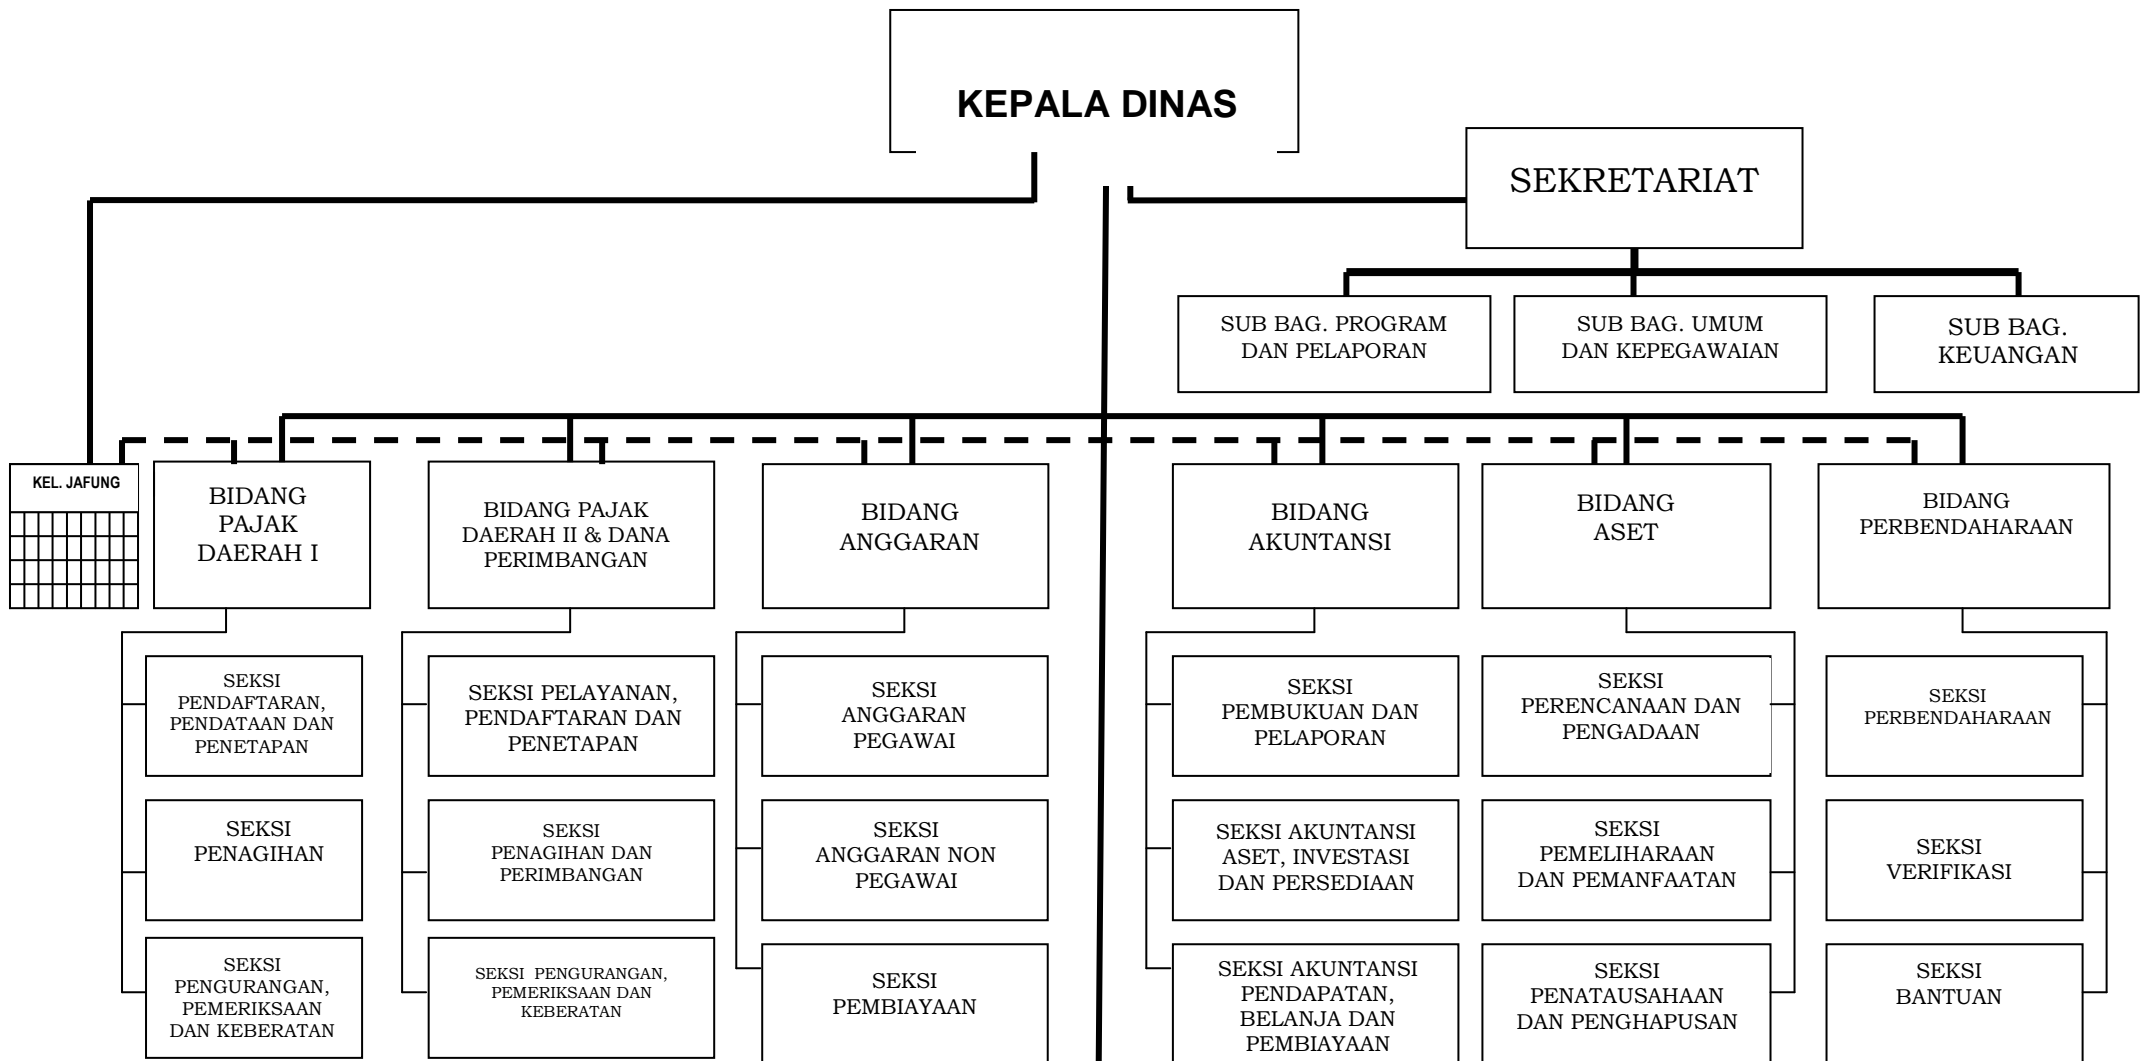 KEPALA DINAS
SEKRETARIAT
SUB BAG. PROGRAM
DAN PELAPORAN
SUB BAG. UMUM
DAN KEPEGAWAIAN
SUB BAG.
KEUANGAN
KEL. JAFUNG
BIDANG
PAJAK
DAERAH I
BIDANG PAJAK
DAERAH II & DANA
PERIMBANGAN
BIDANG
ANGGARAN
BIDANG
AKUNTANSI
BIDANG
ASET
BIDANG
PERBENDAHARAAN
SEKSI
PENDAFTARAN,
PENDATAAN DAN
PENETAPAN
SEKSI PELAYANAN,
PENDAFTARAN DAN
PENETAPAN
SEKSI
ANGGARAN
PEGAWAI
SEKSI
PEMBUKUAN DAN
PELAPORAN
SEKSI
PERENCANAAN DAN
PENGADAAN
SEKSI
PERBENDAHARAAN
SEKSI
PENAGIHAN
SEKSI
PENAGIHAN DAN
PERIMBANGAN
SEKSI
ANGGARAN NON
PEGAWAI
SEKSI AKUNTANSI
ASET, INVESTASI
DAN PERSEDIAAN
SEKSI
PEMELIHARAAN
DAN PEMANFAATAN
SEKSI
VERIFIKASI
SEKSI
PENGURANGAN,
PEMERIKSAAN
DAN KEBERATAN
SEKSI  PENGURANGAN,
PEMERIKSAAN DAN
KEBERATAN
SEKSI
PEMBIAYAAN
SEKSI AKUNTANSI
PENDAPATAN,
BELANJA DAN
PEMBIAYAAN
SEKSI
PENATAUSAHAAN
DAN PENGHAPUSAN
SEKSI
BANTUAN